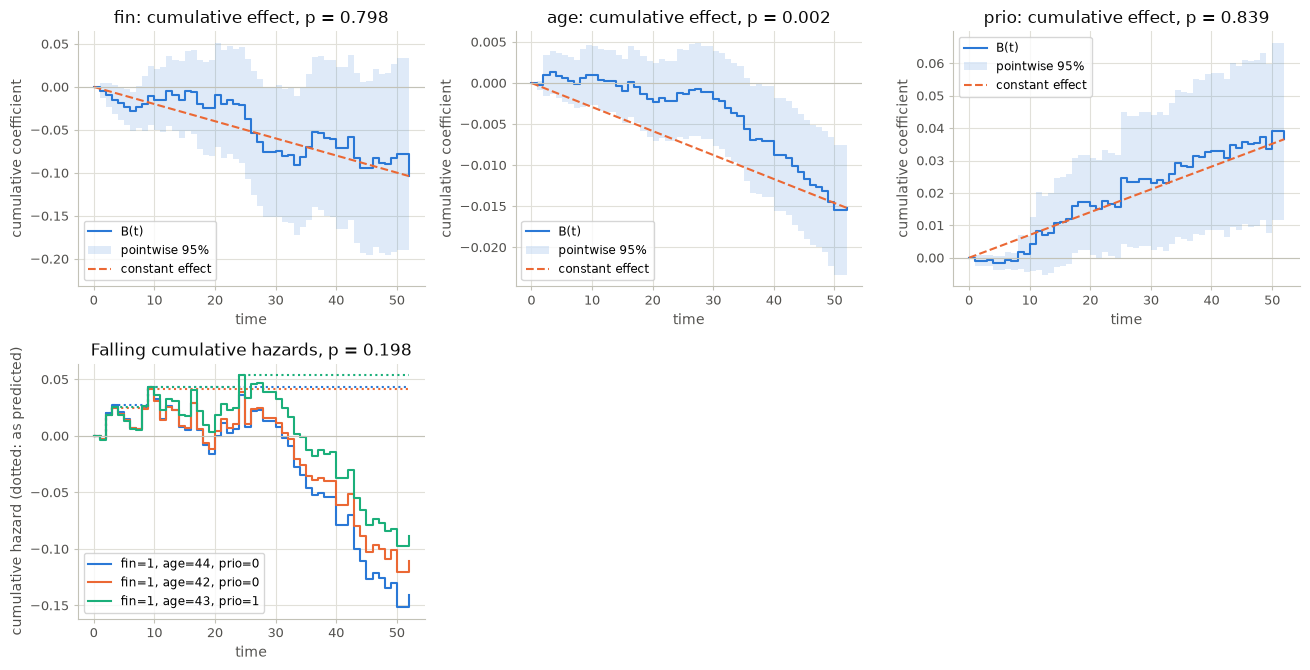 fin: cumulative effect, p = 0.798
cumulative coefficient
0.05
0.00
−0.05
−0.10
−0.15
−0.20
B(t)
pointwise 95%
constant effect
0 10 20 30 40 50
time
age: cumulative effect, p = 0.002
cumulative coefficient
0.005
0.000
−0.005
−0.010
−0.015
−0.020
B(t)
pointwise 95%
constant effect
0 10 20 30 40 50
time
prio: cumulative effect, p = 0.839
cumulative coefficient
0.06
0.05
0.04
0.03
0.02
0.01
0.00
B(t)
pointwise 95%
constant effect
0 10 20 30 40 50
time
Falling cumulative hazards, p = 0.198
cumulative hazard (dotted: as predicted)
0.05
0.00
−0.05
−0.10
−0.15
fin=1, age=44, prio=0
fin=1, age=42, prio=0
fin=1, age=43, prio=1
0 10 20 30 40 50
time